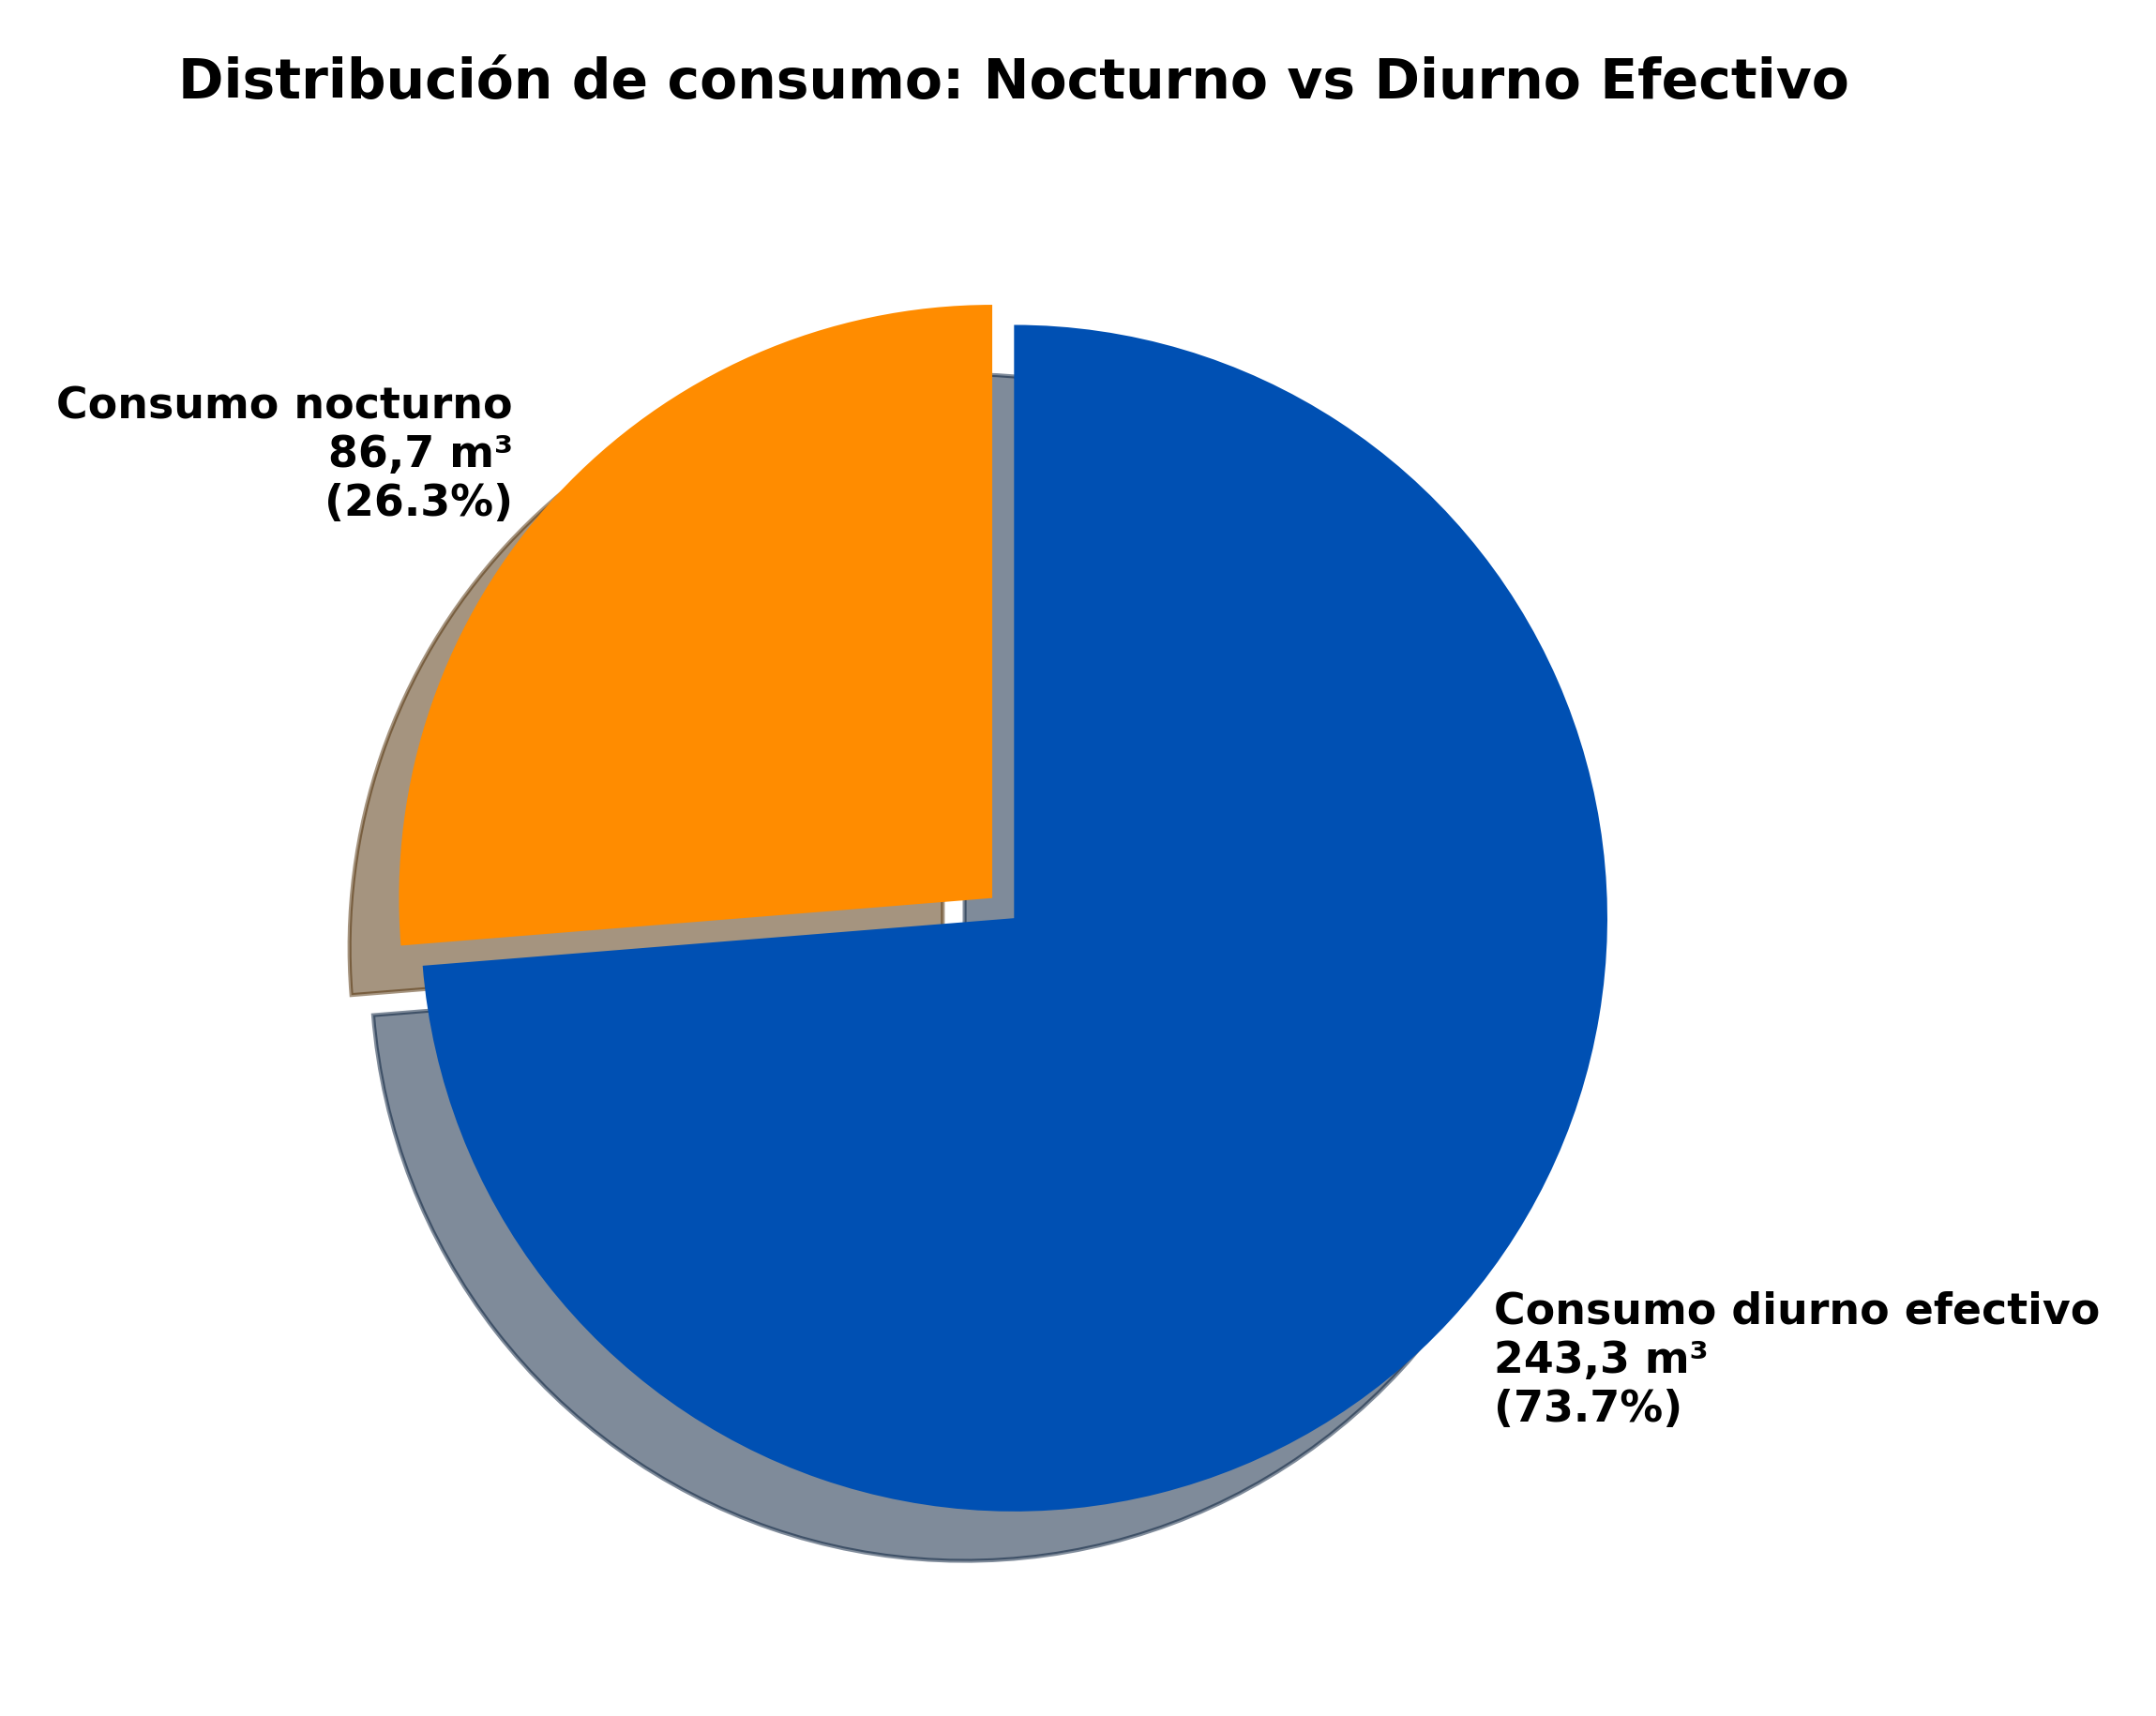 Distribución de consumo: Nocturno vs Diurno Efectivo
Consumo nocturno
86,7 m³
(26.3%)
Consumo diurno efectivo
243,3 m³
(73.7%)